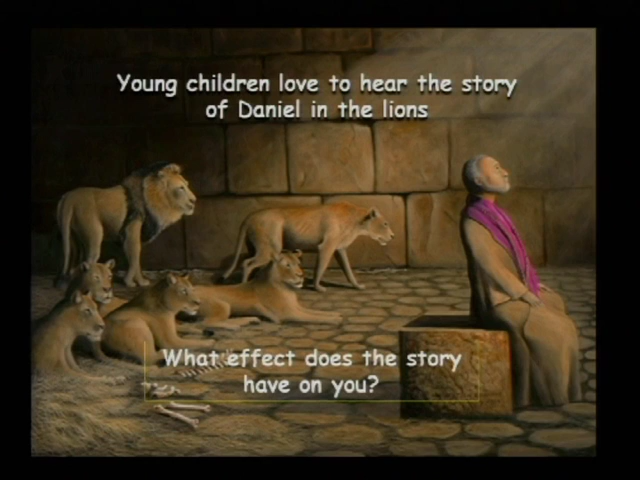 Young children love to hear the story
of Daniel in the lions
What effect does the story
have on you?